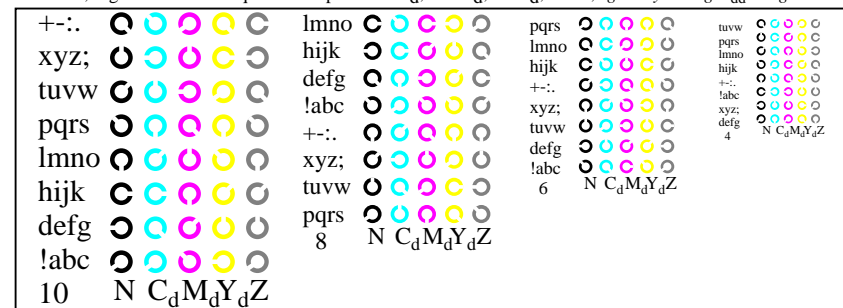 +-:.
xyz;
tuvw
pqrs
lmno
hijk
defg
!abc
10 N CdMdYdZ
lmno
hijk
defg
!abc
+-:.
xyz;
tuvw
pqrs
8 N CdMdYdZ
pqrs
lmno
hijk
+-:.
xyz;
tuvw
defg
!abc
6 N CdMdYdZ
tuvw
pqrs
lmno
hijk
+-:.
!abc
xyz;
defg
4 N CdMdYdZ